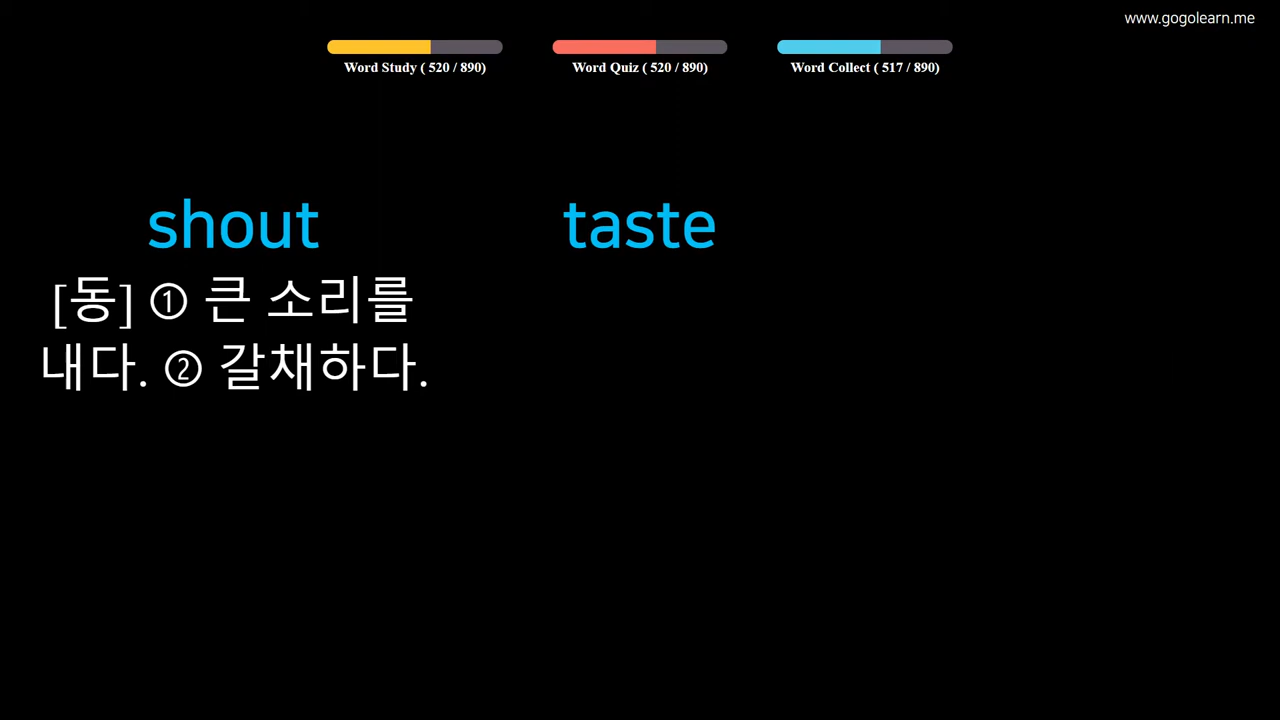 www.gogolearn.me
Word Study ( 520 / 890)
Word Quiz ( 520 / 890)
Word Collect ( 517 / 890)
shout
[동] ① 큰 소리를
내다. ② 갈채하다.
taste